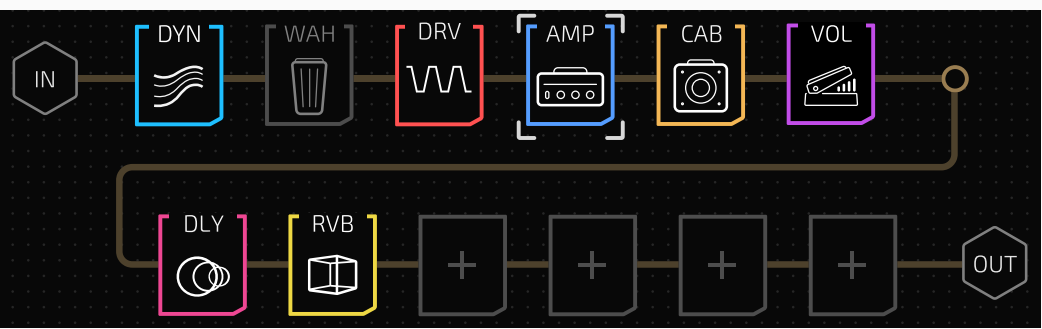 IN DYN WAH DRV AMP CAB VOL
DLY RVB + + + + OUT